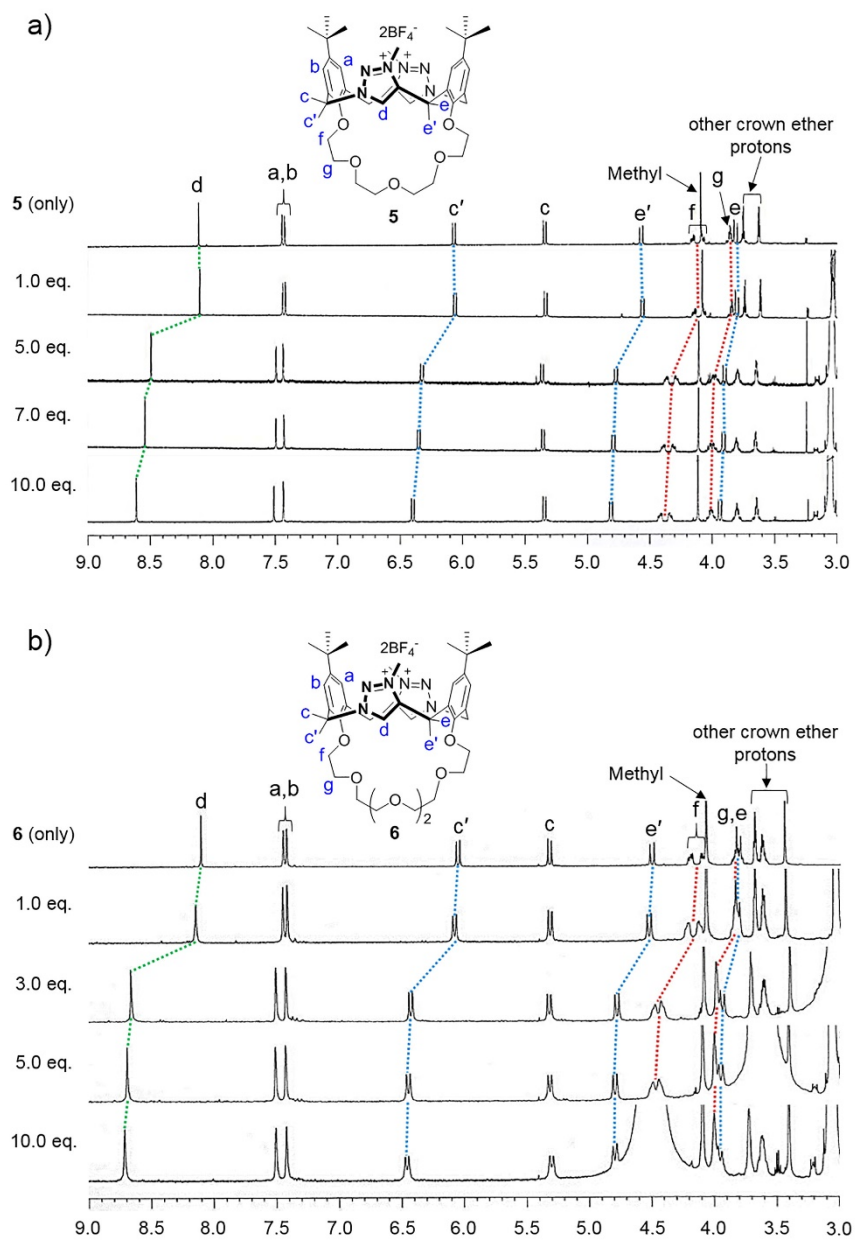 a)
2BF₄⁻
b
a
N
N
N⁺
N⁺
=N
N
N
N
c
c'
d
e
e'
O
O
f
g
O
O
O
5
other crown ether
protons
Methyl
g
d
a,b
c'
c
e'
f
e
5 (only)
1.0 eq.
5.0 eq.
7.0 eq.
10.0 eq.
9.0 8.5 8.0 7.5 7.0 6.5 6.0 5.5 5.0 4.5 4.0 3.5 3.0
b)
2BF₄⁻
b
a
N
N
N⁺
N⁺
=N
N
N
N
c
c'
d
e
e'
O
O
f
g
O
O
O
2
6
other crown ether
protons
Methyl
d
a,b
c'
c
e'
f
g,e
6 (only)
1.0 eq.
3.0 eq.
5.0 eq.
10.0 eq.
9.0 8.5 8.0 7.5 7.0 6.5 6.0 5.5 5.0 4.5 4.0 3.5 3.0